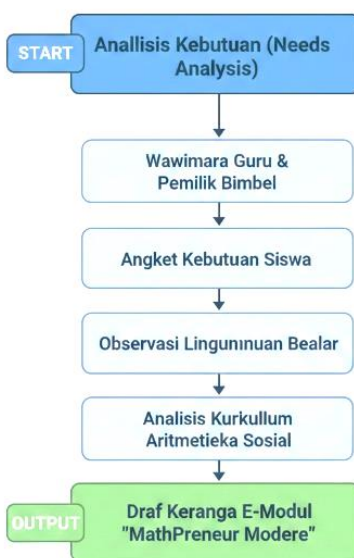 START
Anallisis Kebutuan (Needs
Analysis)
Wawimara Guru &
Pemilik Bimbel
Angket Kebutuan Siswa
Observasi Lingunınuan Bealar
Analisis Kurkullum
Aritmetieka Sosial
OUTPUT
Draf Keranga E-Modul
"MathPreneur Modere"